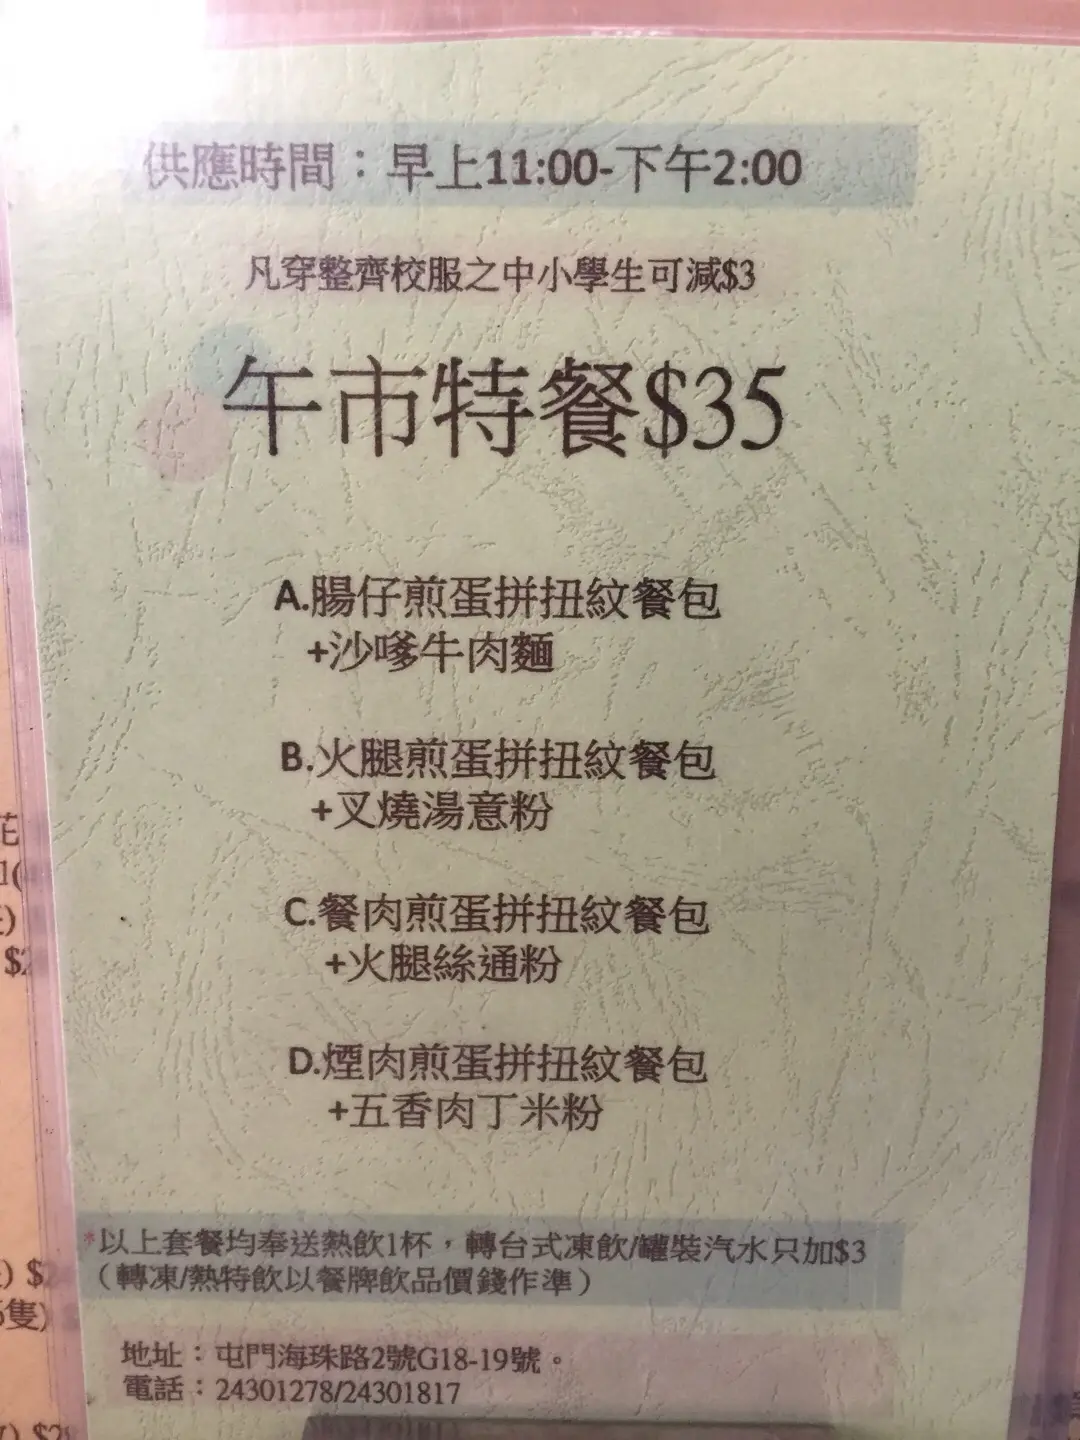 供應時間：早上11:00-下午2:00
凡穿整齊校服之中小學生可減$3
午市特餐$35
A.腸仔煎蛋拼扭紋餐包
+沙嗲牛肉麵
B.火腿煎蛋拼扭紋餐包
+叉燒湯意粉
C.餐肉煎蛋拼扭紋餐包
+火腿絲通粉
D.煙肉煎蛋拼扭紋餐包
+五香肉丁米粉
*以上套餐均奉送熱飲1杯，轉台式凍飲/罐裝汽水只加$3
（轉凍/熱特飲以餐牌飲品價錢作準）
地址：屯門海珠路2號G18-19號。
電話：24301278/24301817